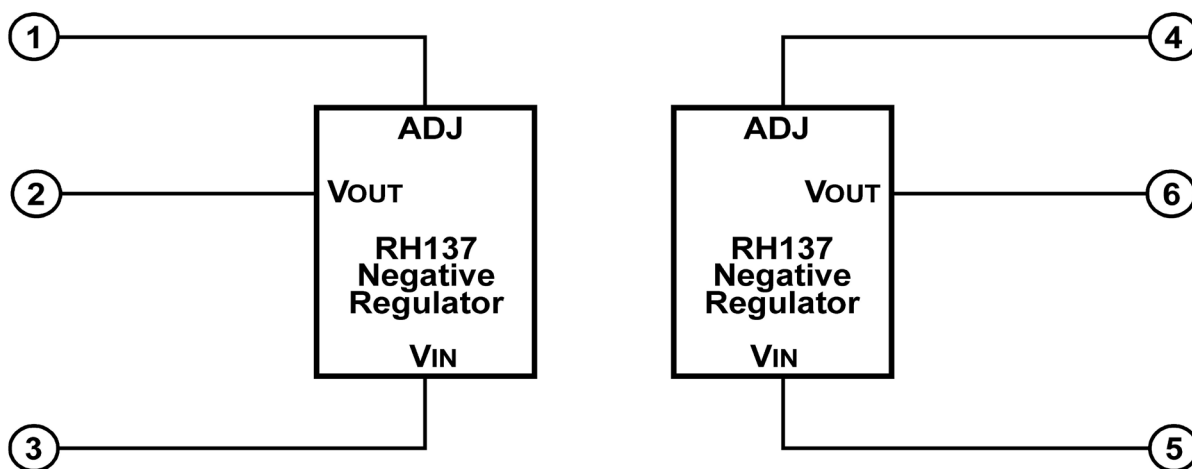 1
ADJ
2
VOUT
RH137
Negative
Regulator
VIN
3
4
ADJ
VOUT
6
RH137
Negative
Regulator
VIN
5